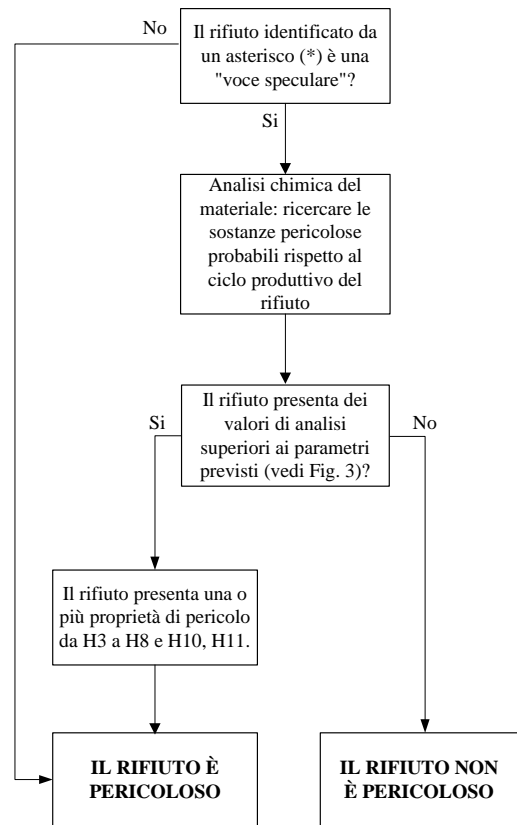 No
Il rifiuto identificato da
un asterisco (*) è una
"voce speculare"?
Si
Analisi chimica del
materiale: ricercare le
sostanze pericolose
probabili rispetto al
ciclo produttivo del
rifiuto
Si
Il rifiuto presenta dei
valori di analisi
superiori ai parametri
previsti (vedi Fig. 3)?
No
Il rifiuto presenta una o
più proprietà di pericolo
da H3 a H8 e H10, H11.
IL RIFIUTO È
PERICOLOSO
IL RIFIUTO NON
È PERICOLOSO